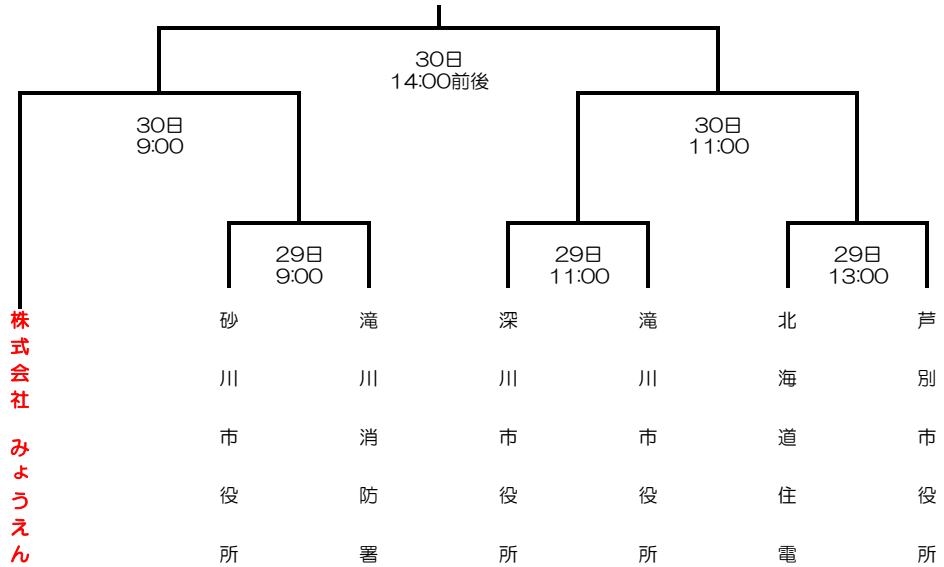 30日
14:00前後
30日
9:00
30日
11:00
29日
9:00
29日
11:00
29日
13:00
株式会社 みょうえん
砂川市役所
滝川消防署
深川市役所
滝川市役所
北海道住電
芦別市役所